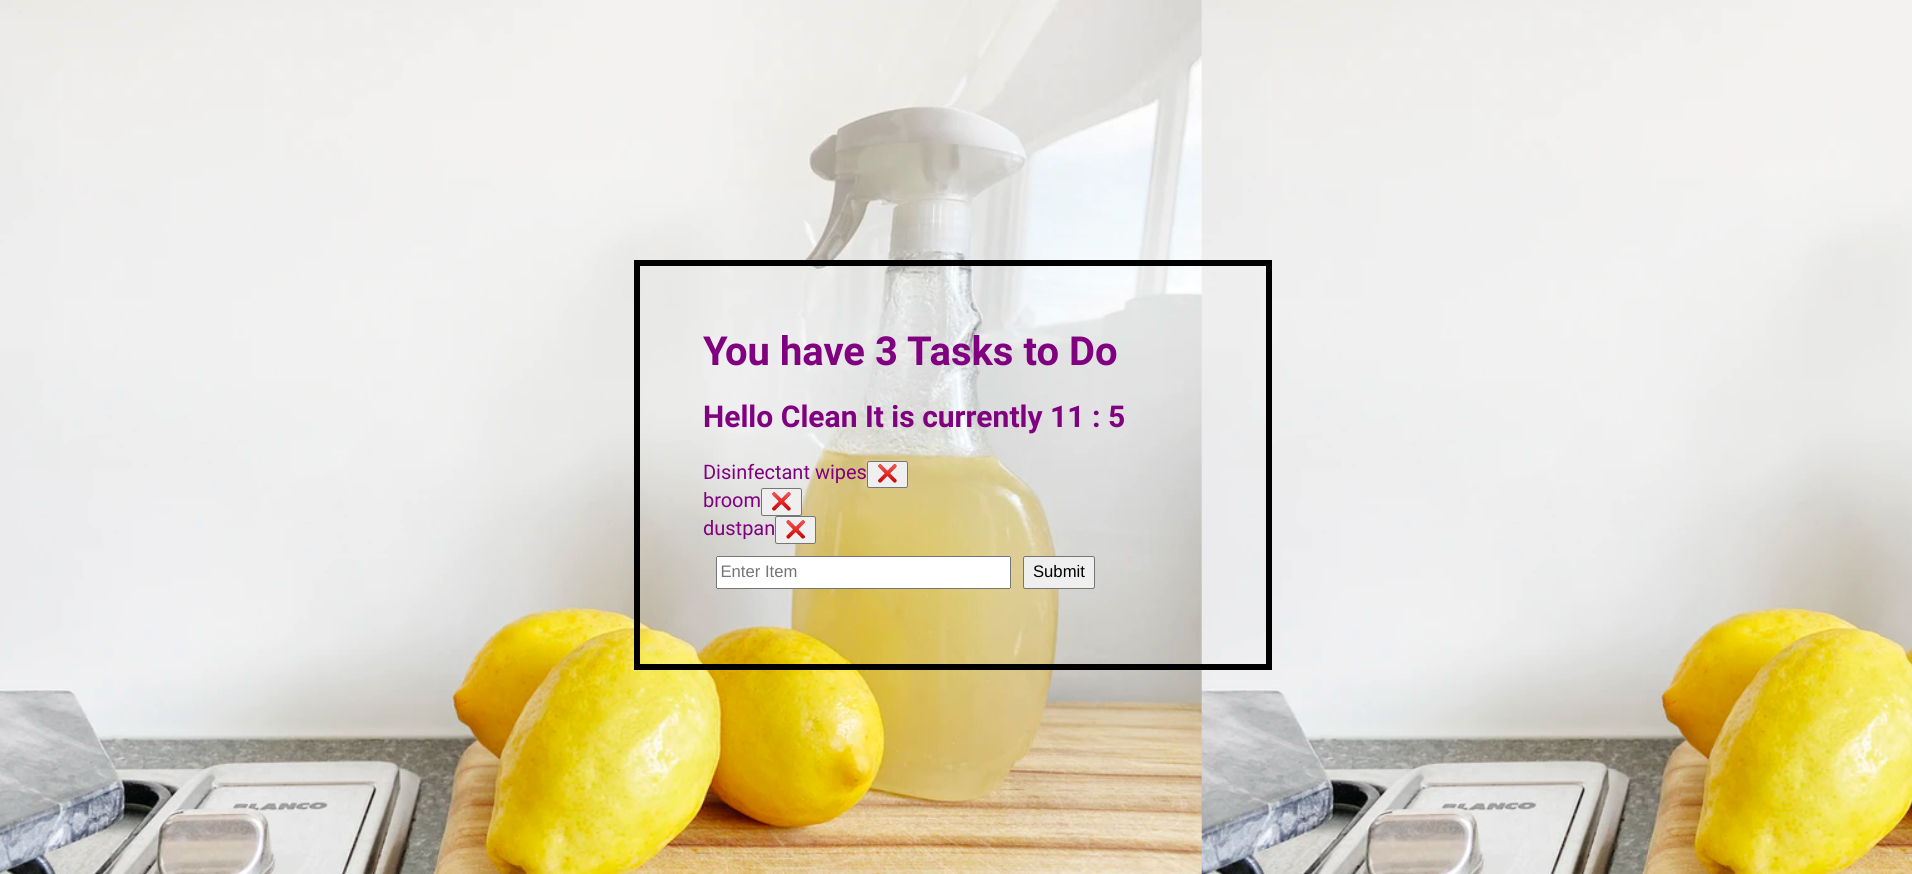 You have 3 Tasks to Do
Hello Clean It is currently 11 : 5
Disinfectant wipes❌
broom❌
dustpan❌
Enter Item Submit
BLANCO
BLANCO